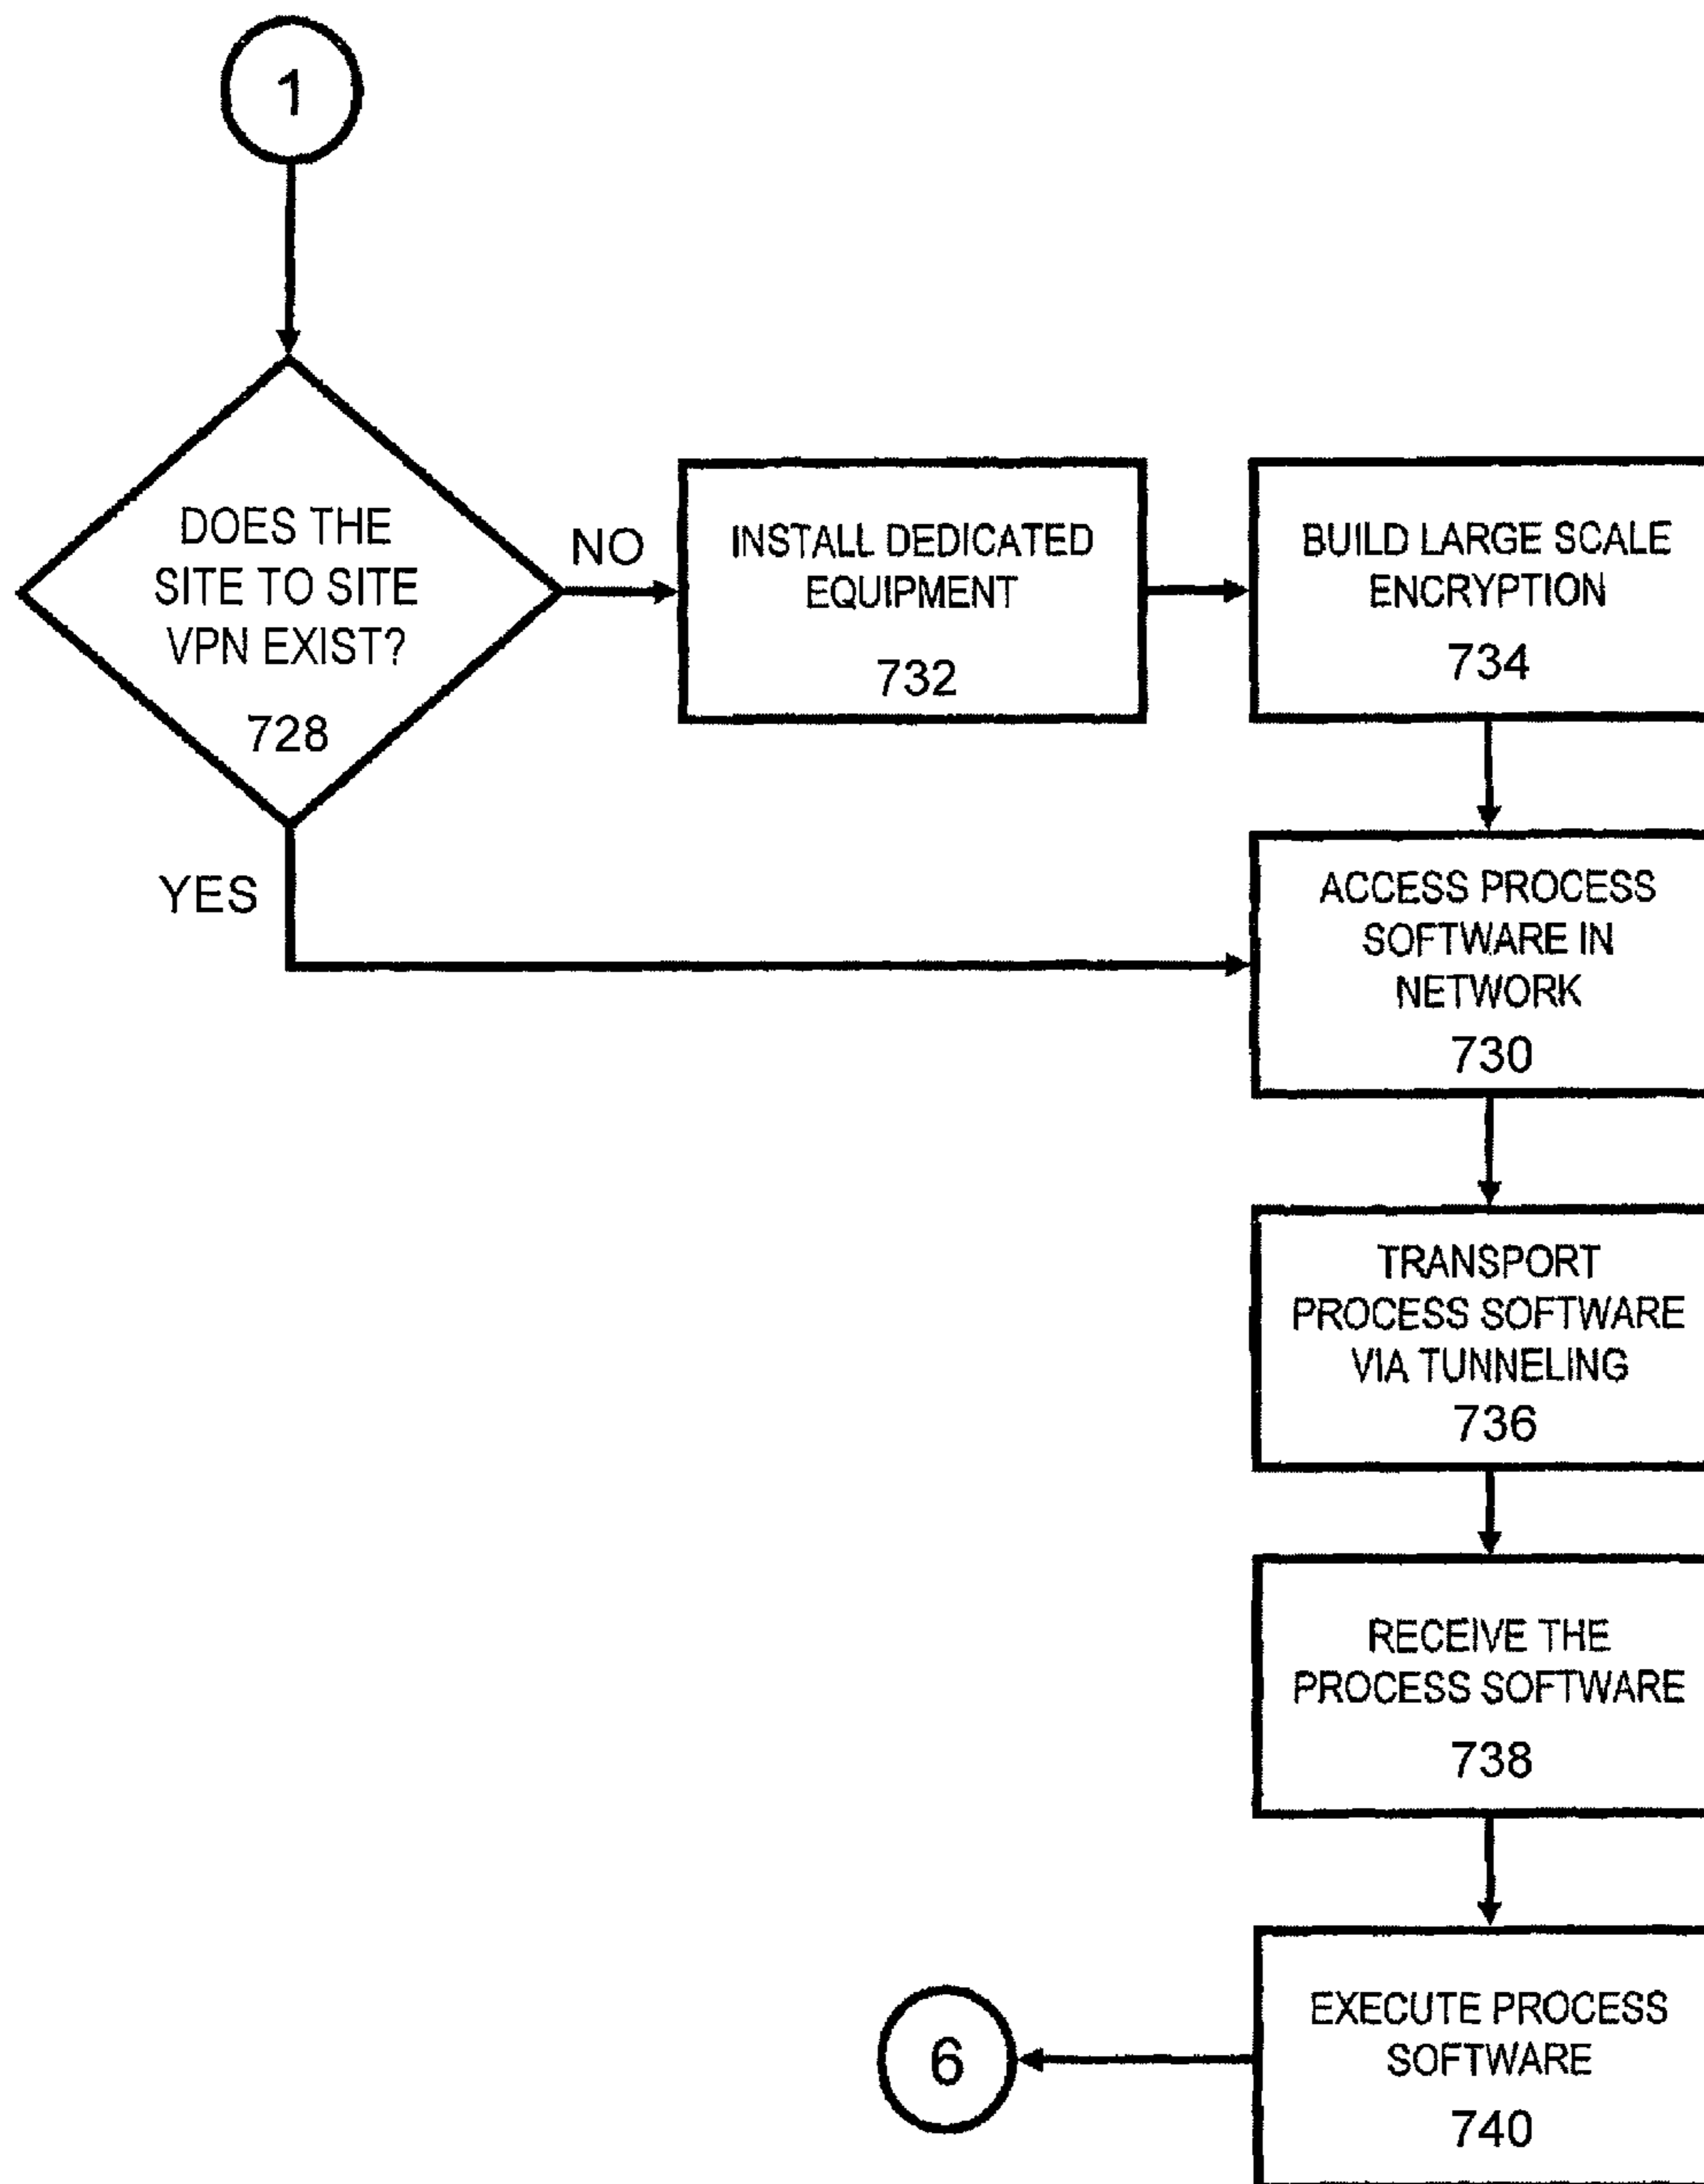 1
DOES THE
SITE TO SITE
VPN EXIST?
728
NO
YES
INSTALL DEDICATED
EQUIPMENT
732
BUILD LARGE SCALE
ENCRYPTION
734
ACCESS PROCESS
SOFTWARE IN
NETWORK
730
TRANSPORT
PROCESS SOFTWARE
VIA TUNNELING
736
RECEIVE THE
PROCESS SOFTWARE
738
EXECUTE PROCESS
SOFTWARE
740
6